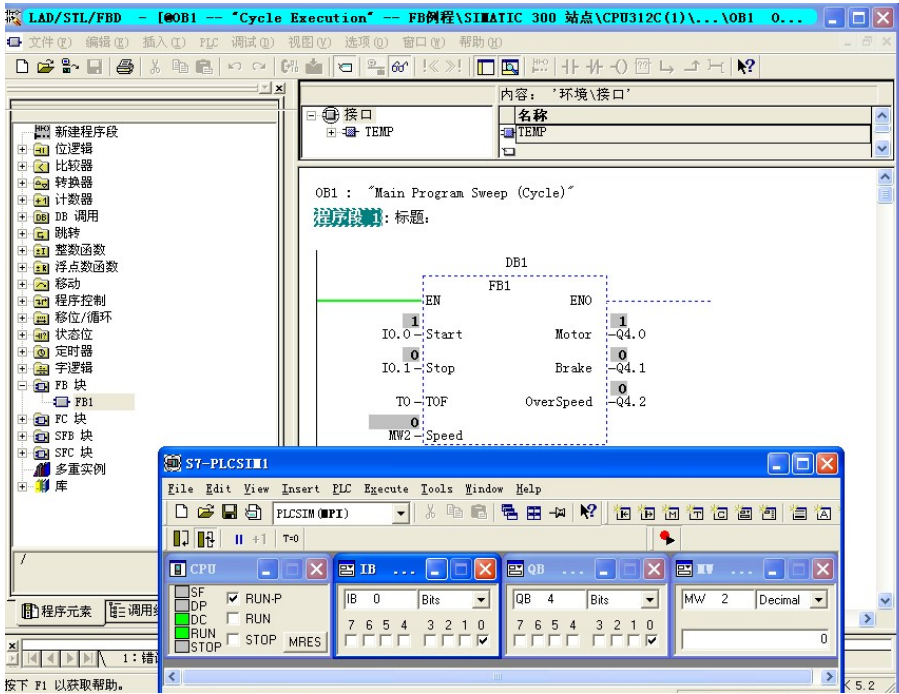 LAD/STL/FBD - [@OB1 -- "Cycle Execution" -- FB例程\SIMATIC 300 站点\CPU312C(1)\...\OB1 O...
文件(F) 编辑(E) 插入(I) PLC 调试(D) 视图(V) 选项(O) 窗口(W) 帮助(H)
内容： '环境\接口'
接口
TEMP
名称
TEMP
新建程序段
位逻辑
比较器
转换器
计数器
DB 调用
跳转
整数函数
浮点数函数
移动
程序控制
移位/循环
状态位
定时器
字逻辑
FB 块
FB1
FC 块
SFB 块
SFC 块
多重实例
库
OB1 : "Main Program Sweep (Cycle)"
程序段 1: 标题:
DB1
FB1
EN ENO
1 1
I0.0 Start Motor Q4.0
0 0
I0.1 Stop Brake Q4.1
0
T0 TOF OverSpeed Q4.2
0
MW2 Speed
/
程序元素 调用
1:错
按下 F1 以获取帮助。
5.2
S7-PLCSIM1
File Edit View Insert PLC Execute Tools Window Help
PLCSIM(MPI)
+1 T=0
CPU
SF
DP
DC
RUN
STOP
RUN-P
RUN
STOP MRES
IB ...
IB 0 Bits
7 6 5 4 3 2 1 0
QB ...
QB 4 Bits
7 6 5 4 3 2 1 0
MW ...
MW 2 Decimal
0